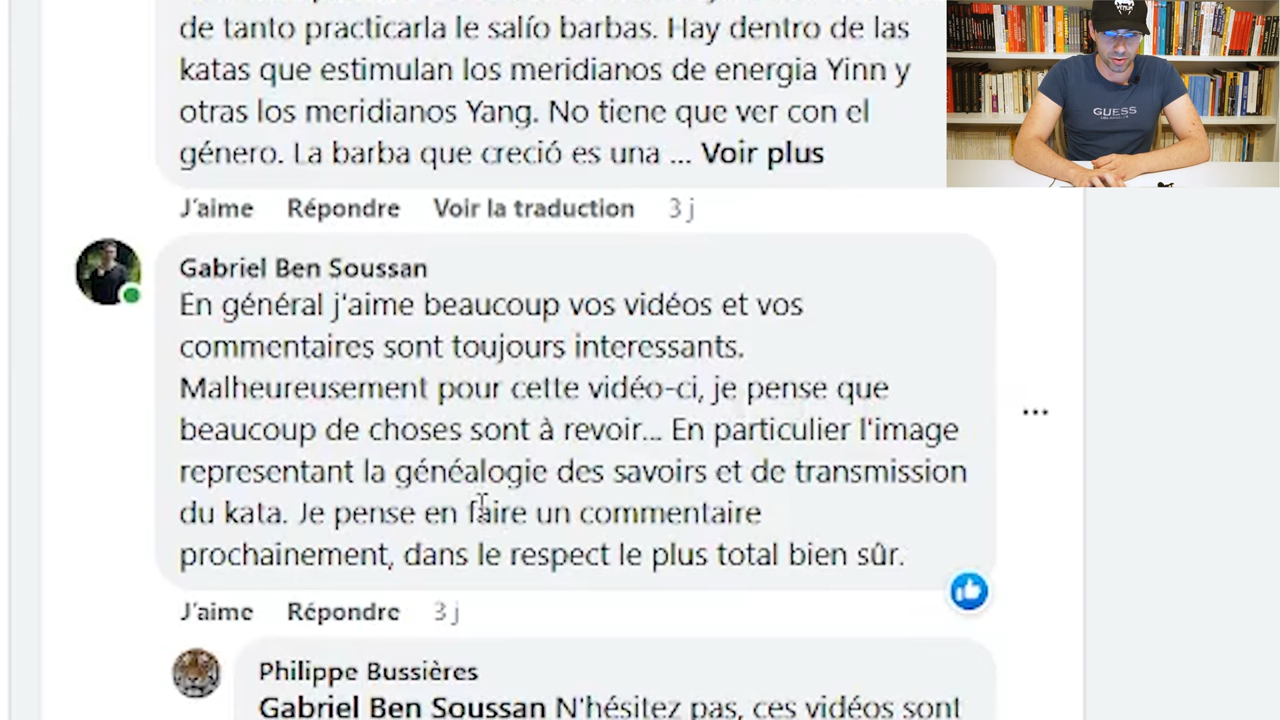 de tanto practicarla le salío barbas. Hay dentro de las
katas que estimulan los meridianos de energia Yinn y
otras los meridianos Yang. No tiene que ver con el
género. La barba que creció es una ... Voir plus
J'aime Répondre Voir la traduction 3 j
Gabriel Ben Soussan
En général j'aime beaucoup vos vidéos et vos
commentaires sont toujours interessants.
Malheureusement pour cette vidéo-ci, je pense que
beaucoup de choses sont à revoir... En particulier l'image
representant la généalogie des savoirs et de transmission
du kata. Je pense en faire un commentaire
prochainement, dans le respect le plus total bien sûr.
J'aime Répondre 3 j
Philippe Bussières
Gabriel Ben Soussan N'hésitez pas, ces vidéos sont
VENUM
GUESS